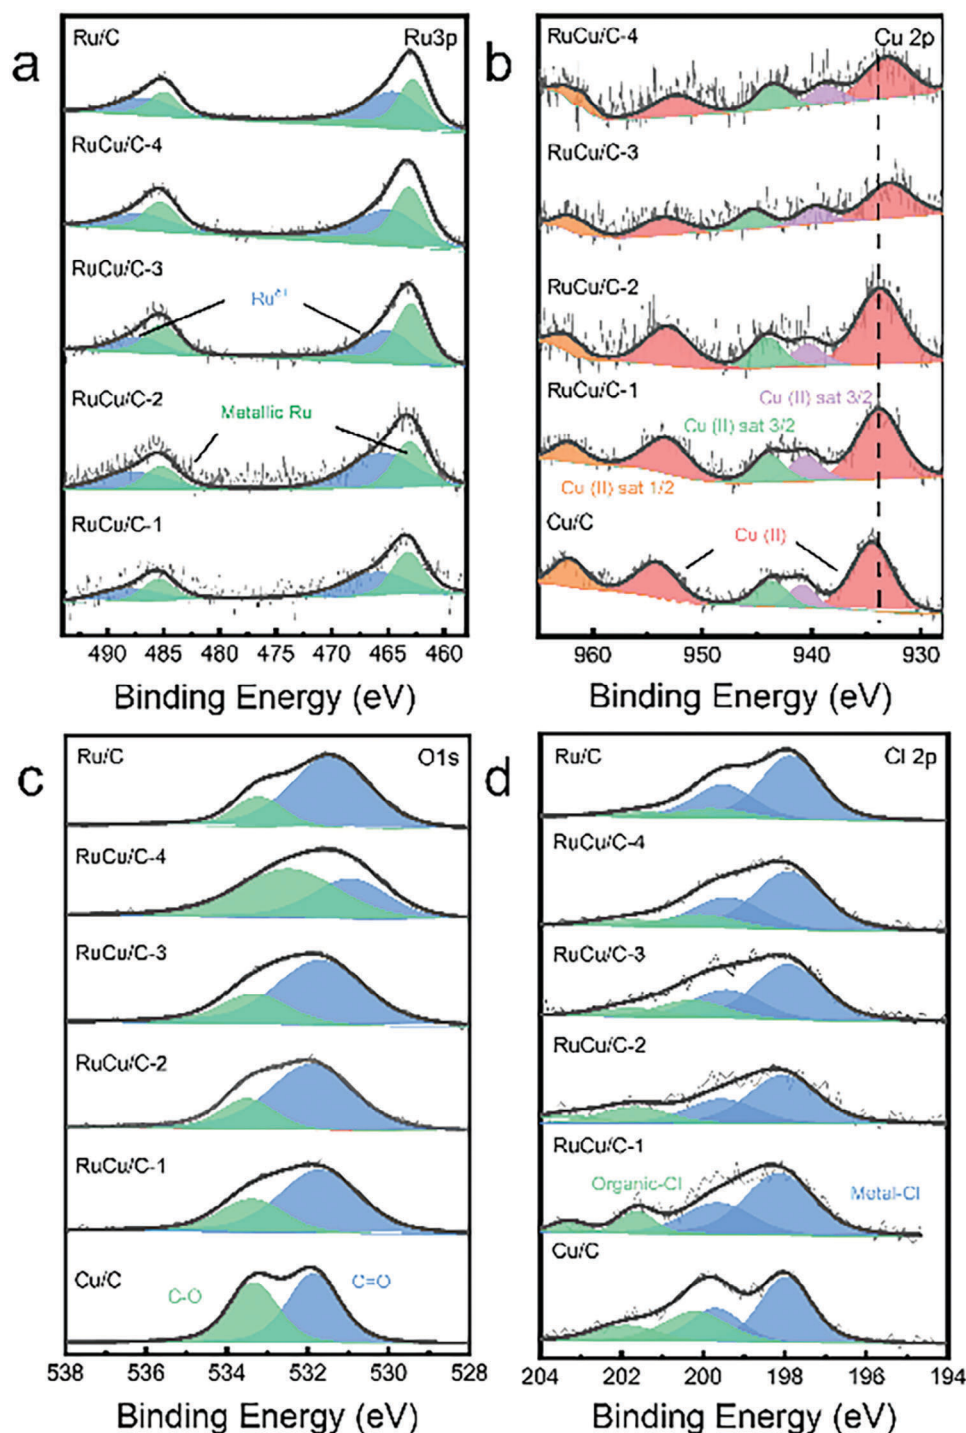 a
Ru/C
Ru3p
RuCu/C-4
RuCu/C-3
RuCu/C-2
Metallic Ru
RuCu/C-1
490 485 480 475 470 465 460
Binding Energy (eV)
b
RuCu/C-4
Cu 2p
RuCu/C-3
RuCu/C-2
RuCu/C-1
Cu (II) sat 3/2
Cu (II) sat 3/2
Cu (II) sat 1/2
Cu/C
Cu (II)
960 950 940 930
Binding Energy (eV)
c
Ru/C
O1s
RuCu/C-4
RuCu/C-3
RuCu/C-2
RuCu/C-1
Cu/C
C-O
C=O
538 536 534 532 530 528
Binding Energy (eV)
d
Ru/C
Cl 2p
RuCu/C-4
RuCu/C-3
RuCu/C-2
RuCu/C-1
Organic-Cl
Metal-Cl
Cu/C
204 202 200 198 196 194
Binding Energy (eV)